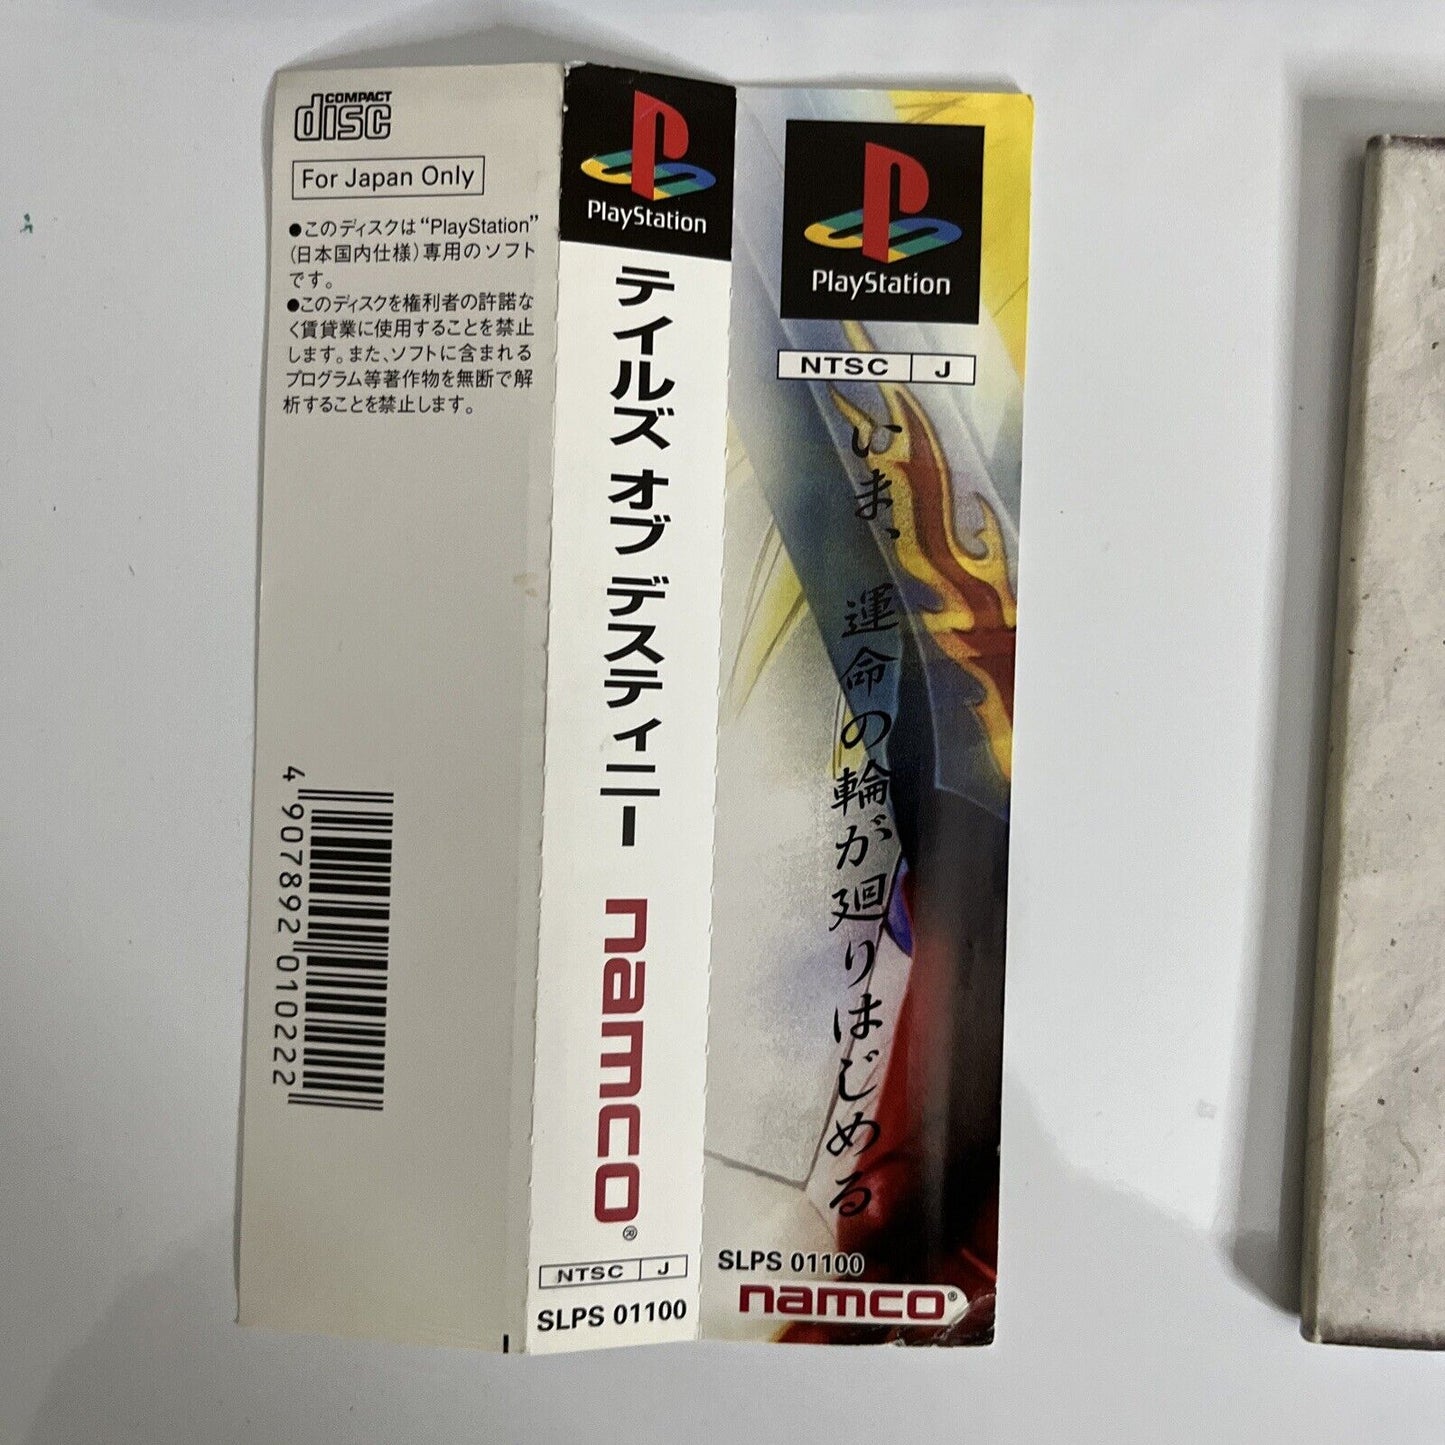 COMPACT
disc
For Japan Only
●このディスクは“PlayStation”
(日本国内仕様)専用のソフト
です。
●このディスクを権利者の許諾な
く賃貸業に使用することを禁止
します。また、ソフトに含まれる
プログラム等著作物を無断で解
析することを禁止します。
4 907892 010222
PlayStation
テイルズ オブ デスティニー
namco®
NTSC J
SLPS 01100
PlayStation
NTSC J
いま、運命の輪が廻りはじめる
SLPS 01100
namco®